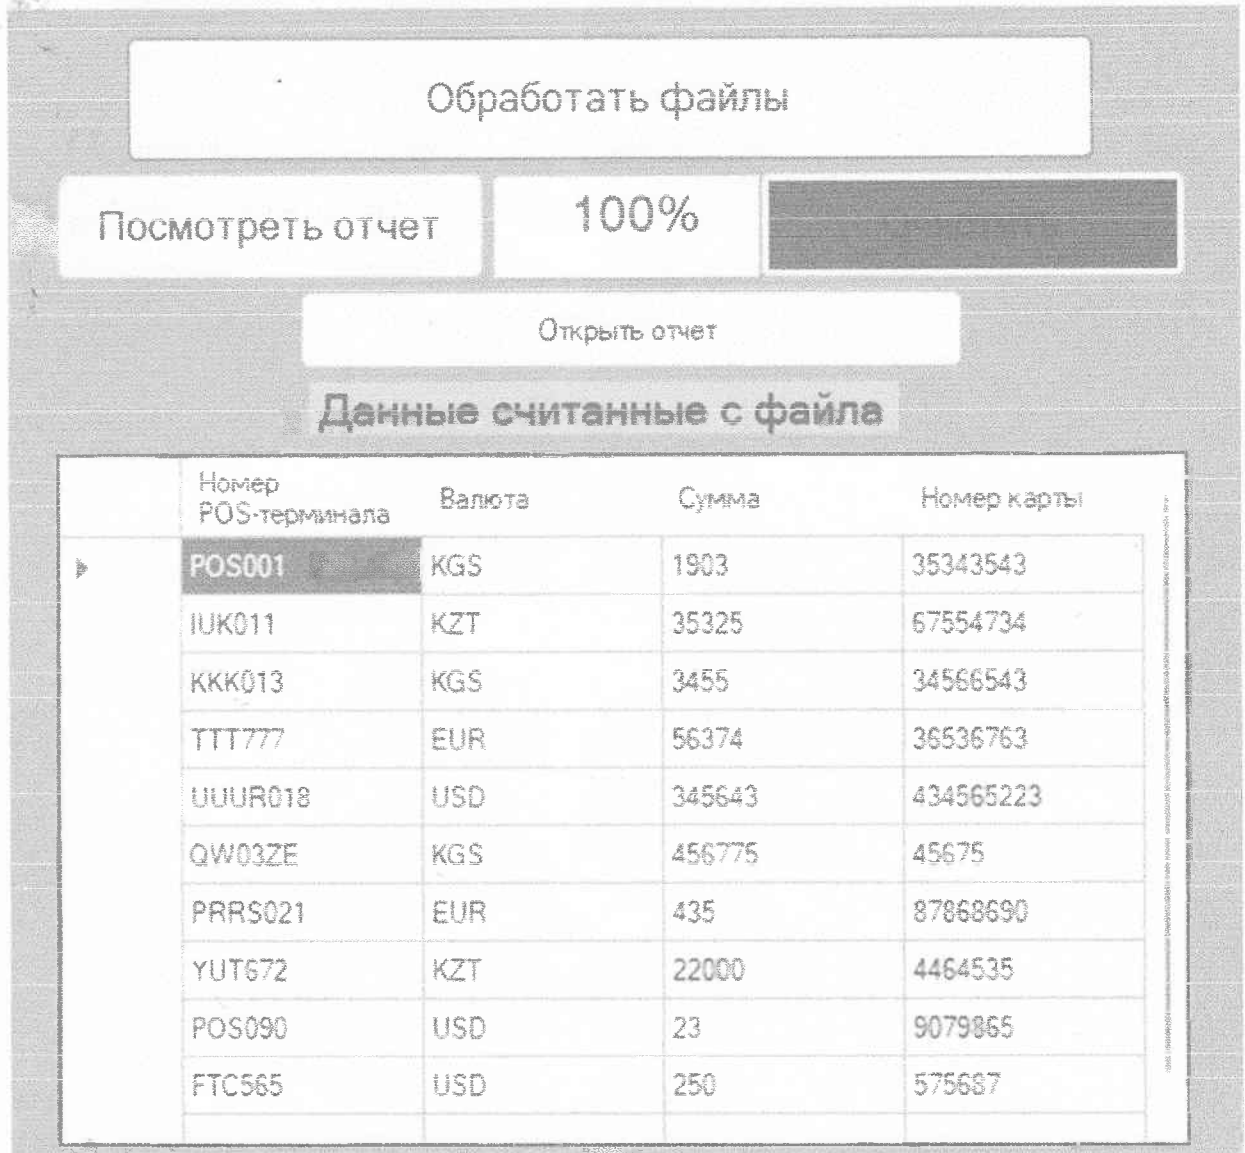 Обработать файлы
Посмотреть отчет 100%
Открыть отчет
Данные считанные с файла
Номер POS-терминала Валюта Сумма Номер карты
POS001 KGS 1903 35343543
IUK011 KZT 35325 67554734
KKK013 KGS 3455 34566543
TTT777 EUR 56374 36536763
UUUR018 USD 345643 434565223
QW03ZE KGS 456775 45675
PRRS021 EUR 435 87868690
YUT672 KZT 22000 4464535
POS090 USD 23 9079865
FTC565 USD 250 575687